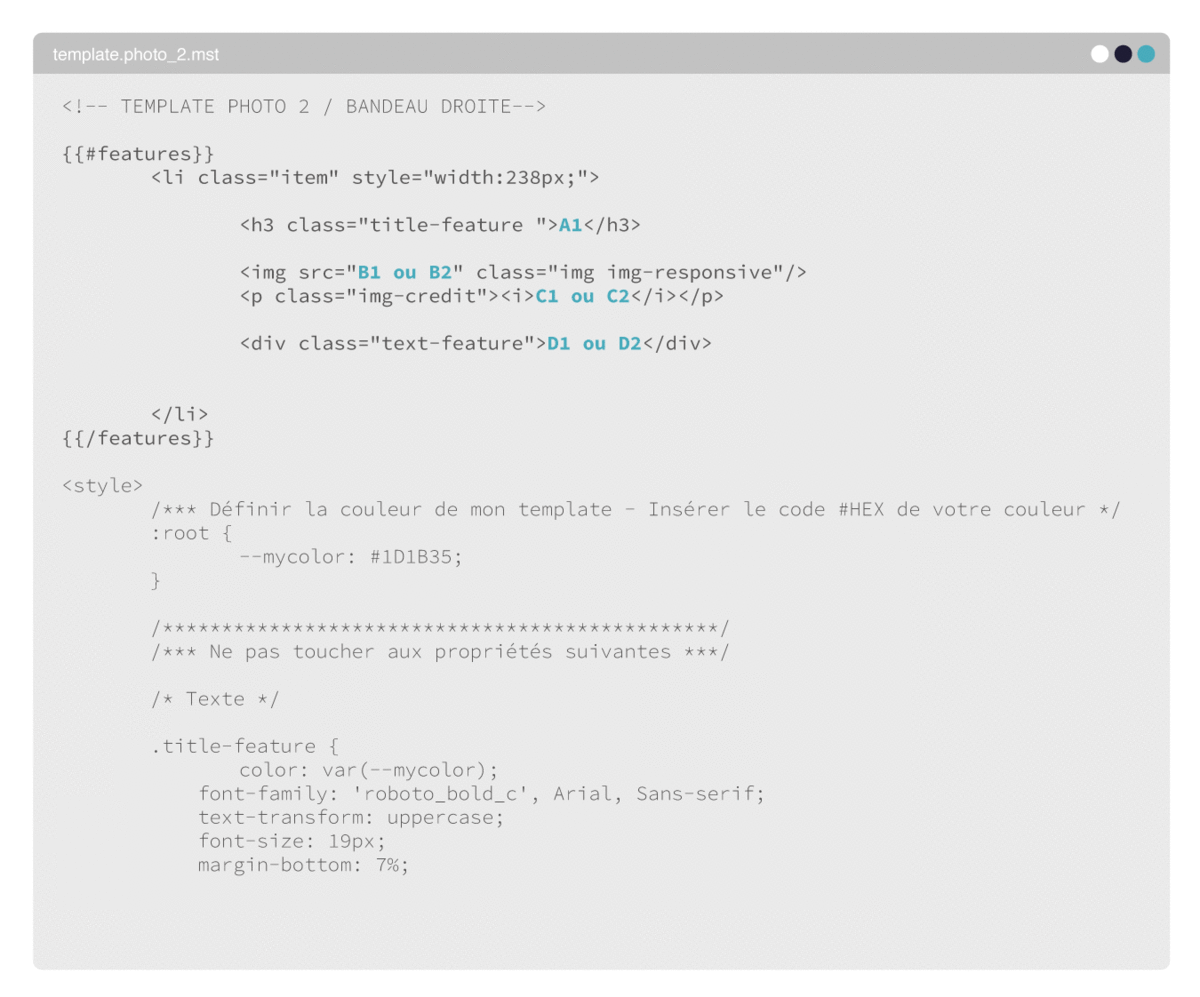 template.photo_2.mst
<!-- TEMPLATE PHOTO 2 / BANDEAU DROITE-->
{{#features}}
<li class="item" style="width:238px;">
<h3 class="title-feature ">A1</h3>
<img src="B1 ou B2" class="img img-responsive"/>
<p class="img-credit"><i>C1 ou C2</i></p>
<div class="text-feature">D1 ou D2</div>
</li>
{{/features}}
<style>
/*** Définir la couleur de mon template - Insérer le code #HEX de votre couleur */
:root {
--mycolor: #1D1B35;
}
/***********************************************/
/*** Ne pas toucher aux propriétés suivantes ***/
/* Texte */
.title-feature {
color: var(--mycolor);
font-family: 'roboto_bold_c', Arial, Sans-serif;
text-transform: uppercase;
font-size: 19px;
margin-bottom: 7%;